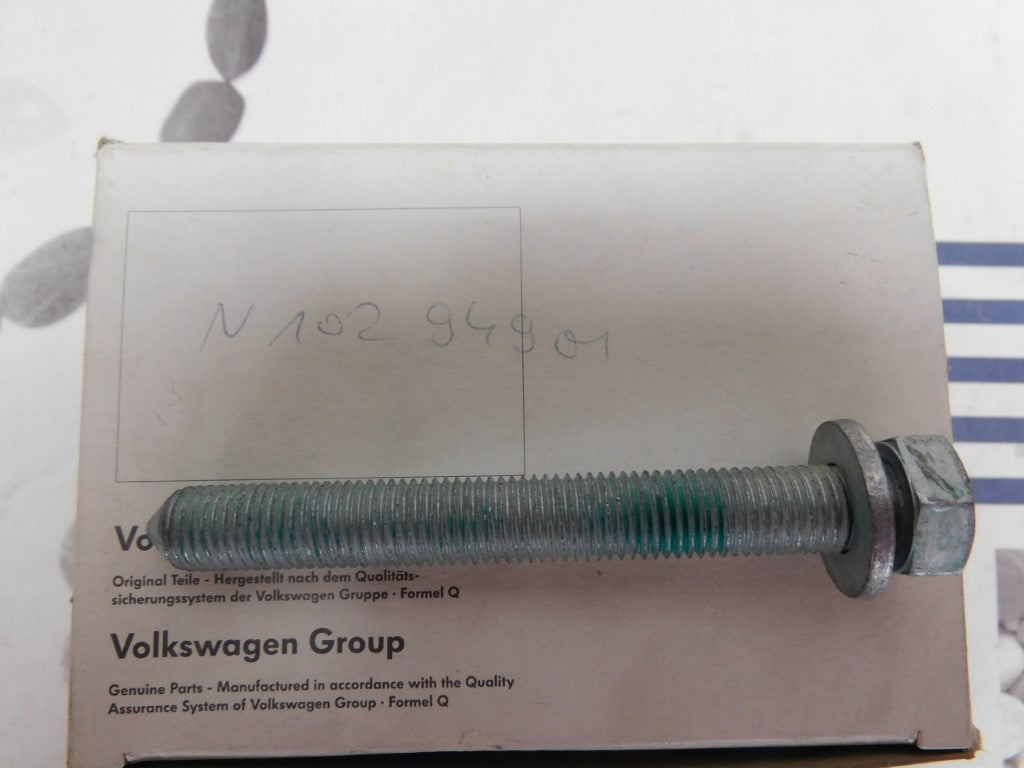 N 102 949 01
Vo
Original Teile - Hergestellt nach dem Qualitäts-
sicherungssystem der Volkswagen Gruppe · Formel Q
Volkswagen Group
Genuine Parts - Manufactured in accordance with the Quality
Assurance System of Volkswagen Group · Formel Q